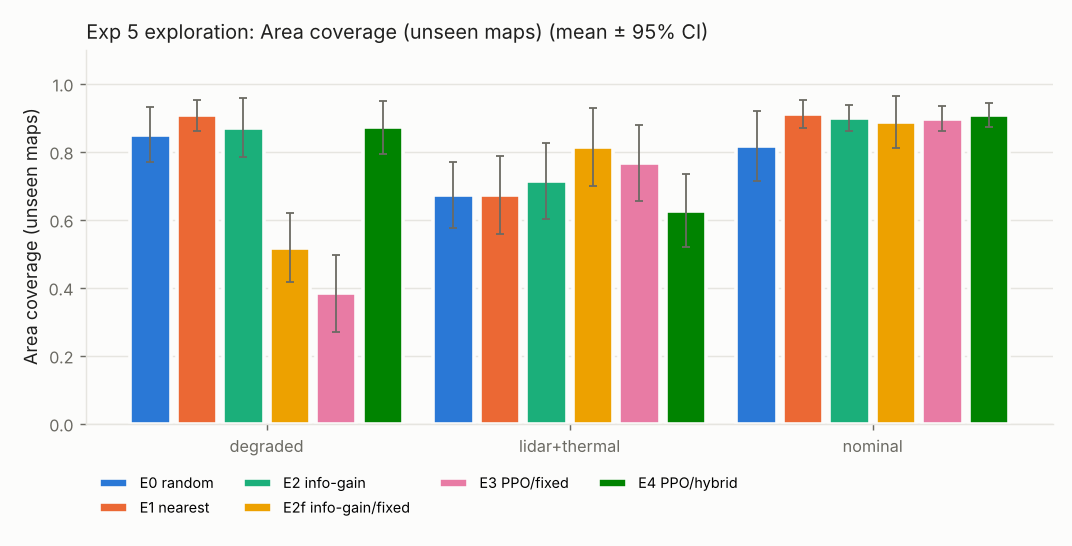 Exp 5 exploration: Area coverage (unseen maps) (mean ± 95% CI)
Area coverage (unseen maps)
1.0
0.8
0.6
0.4
0.2
0.0
degraded lidar+thermal nominal
E0 random E2 info-gain E3 PPO/fixed E4 PPO/hybrid
E1 nearest E2f info-gain/fixed